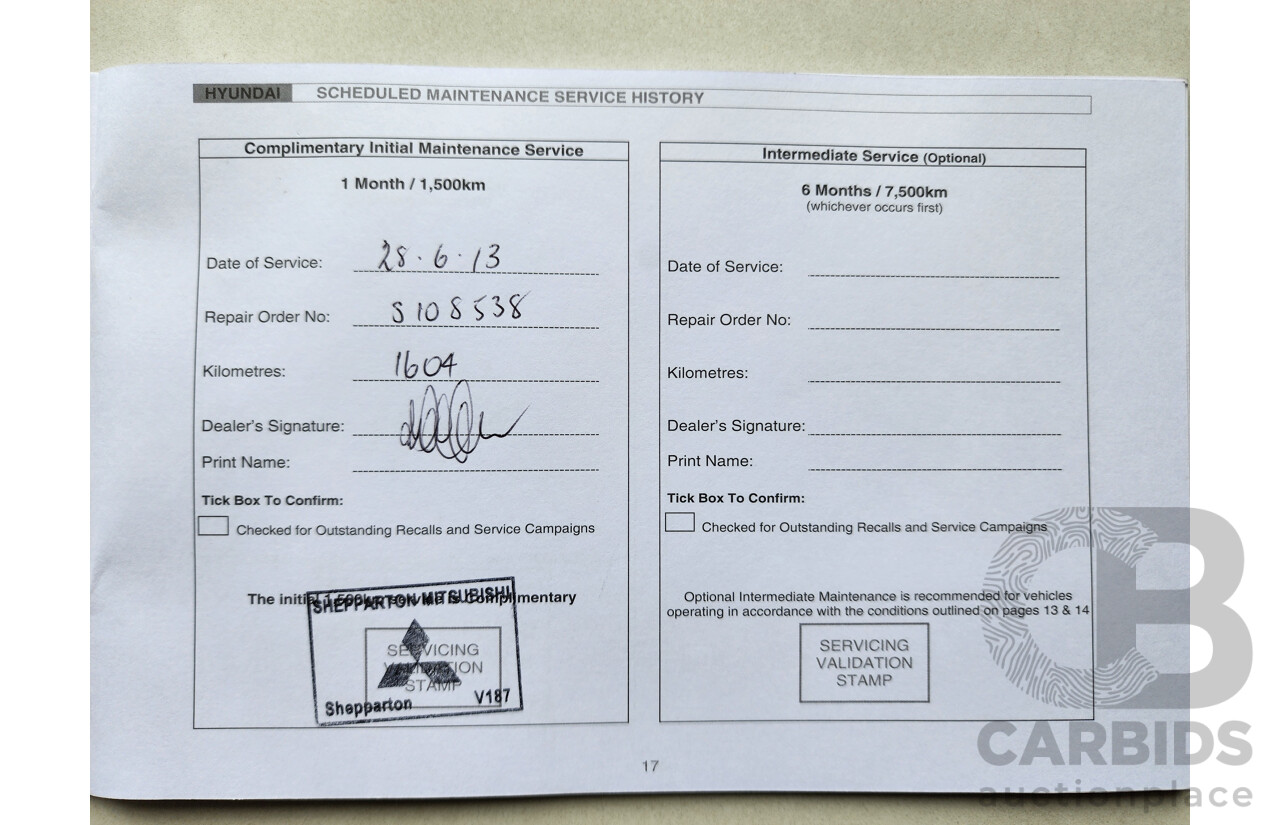 HYUNDAI SCHEDULED MAINTENANCE SERVICE HISTORY
Complimentary Initial Maintenance Service
1 Month / 1,500km
Date of Service: 28.6.13
Repair Order No: S108538
Kilometres: 1604
Dealer's Signature:
Print Name:
Tick Box To Confirm:
Checked for Outstanding Recalls and Service Campaigns
The initial 1,500km service is Complimentary
SHEPPARTON MITSUBISHI
SERVICING
VALIDATION
STAMP
Shepparton V187
Intermediate Service (Optional)
6 Months / 7,500km
(whichever occurs first)
Date of Service:
Repair Order No:
Kilometres:
Dealer's Signature:
Print Name:
Tick Box To Confirm:
Checked for Outstanding Recalls and Service Campaigns
Optional Intermediate Maintenance is recommended for vehicles
operating in accordance with the conditions outlined on pages 13 & 14
SERVICING
VALIDATION
STAMP
17
CB
CARBIDS
auctionplace